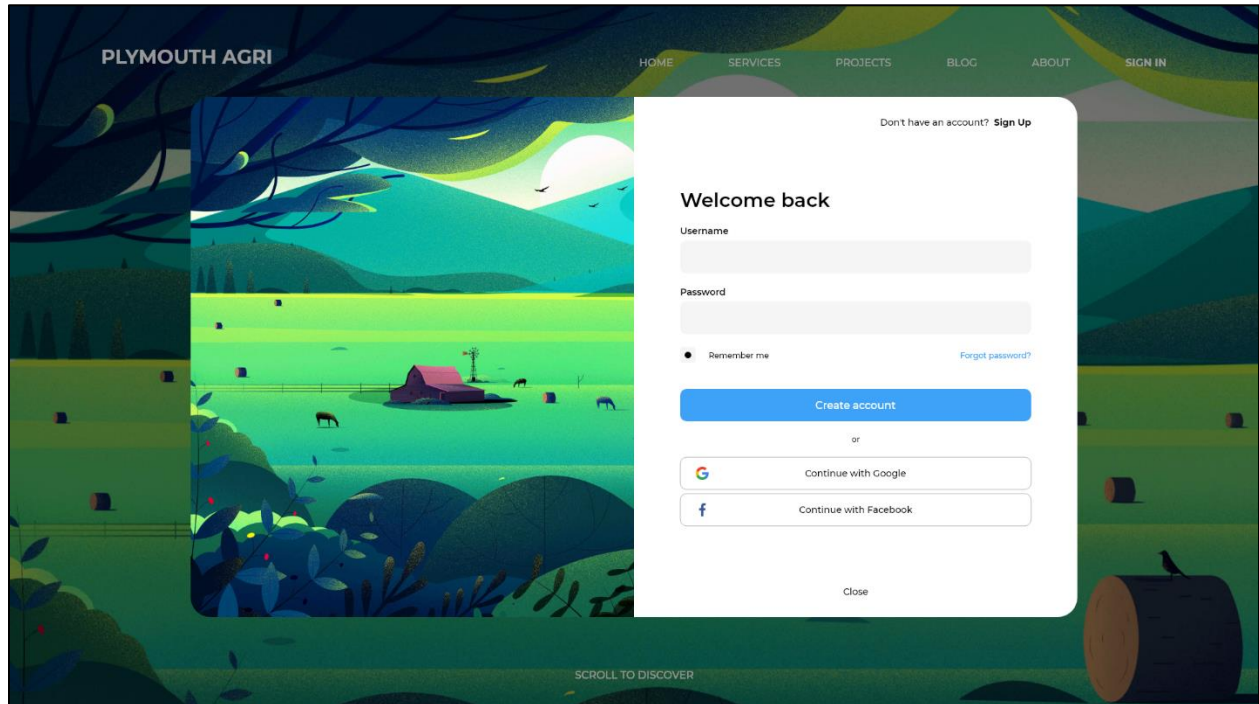 PLYMOUTH AGRI
HOME SERVICES PROJECTS BLOG ABOUT SIGN IN
Don't have an account? Sign Up
Welcome back
Username
Password
Remember me Forgot password?
Create account
or
Continue with Google
Continue with Facebook
Close
SCROLL TO DISCOVER